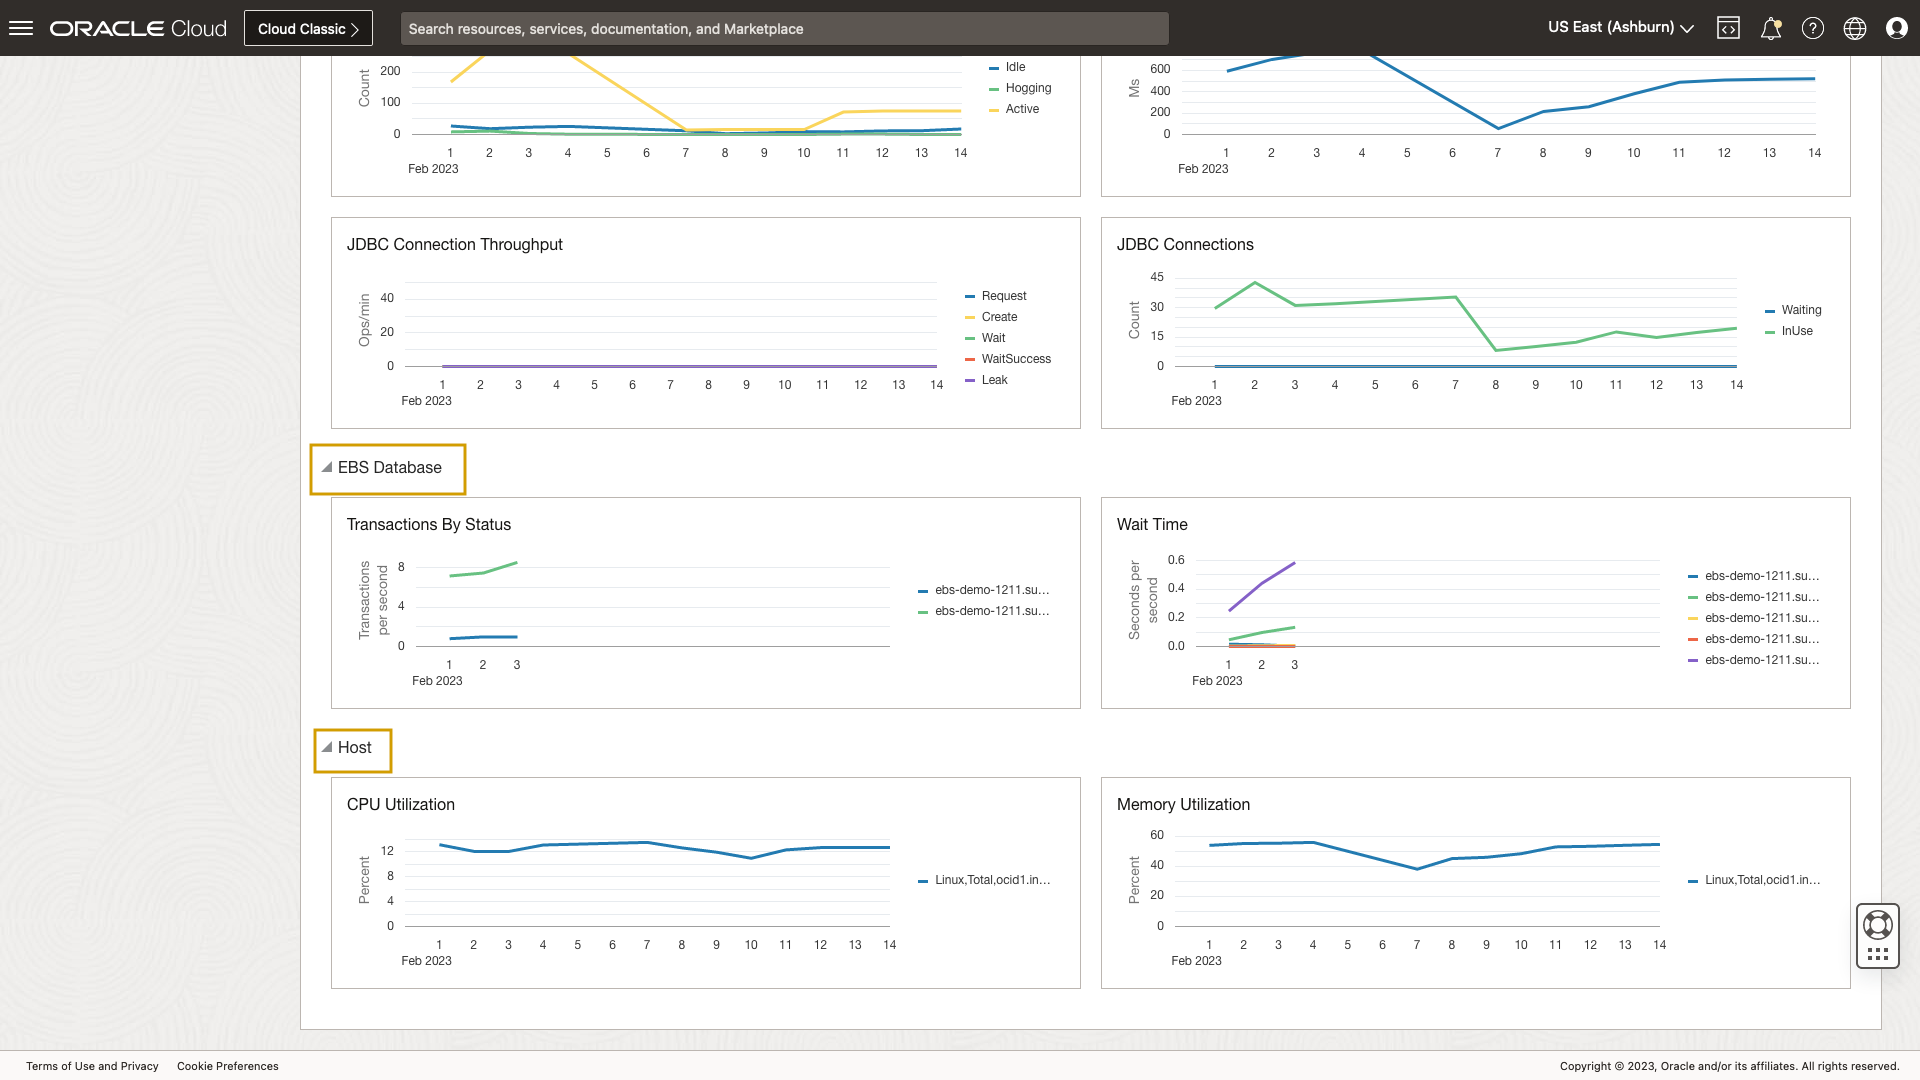 ORACLE Cloud
Cloud Classic
Search resources, services, documentation, and Marketplace
US East (Ashburn)
Count
200
100
0
1 2 3 4 5 6 7 8 9 10 11 12 13 14
Feb 2023
Idle
Hogging
Active
Ms
600
400
200
0
1 2 3 4 5 6 7 8 9 10 11 12 13 14
Feb 2023
JDBC Connection Throughput
Ops/min
40
20
0
1 2 3 4 5 6 7 8 9 10 11 12 13 14
Feb 2023
Request
Create
Wait
WaitSuccess
Leak
JDBC Connections
Count
45
30
15
0
1 2 3 4 5 6 7 8 9 10 11 12 13 14
Feb 2023
Waiting
InUse
EBS Database
Transactions By Status
Transactions
per second
8
4
0
1 2 3
Feb 2023
ebs-demo-1211.su...
ebs-demo-1211.su...
Wait Time
Seconds per
second
0.6
0.4
0.2
0.0
1 2 3
Feb 2023
ebs-demo-1211.su...
ebs-demo-1211.su...
ebs-demo-1211.su...
ebs-demo-1211.su...
ebs-demo-1211.su...
Host
CPU Utilization
Percent
12
8
4
0
1 2 3 4 5 6 7 8 9 10 11 12 13 14
Feb 2023
Linux,Total,ocid1.in...
Memory Utilization
Percent
60
40
20
0
1 2 3 4 5 6 7 8 9 10 11 12 13 14
Feb 2023
Linux,Total,ocid1.in...
Terms of Use and Privacy
Cookie Preferences
Copyright © 2023, Oracle and/or its affiliates. All rights reserved.